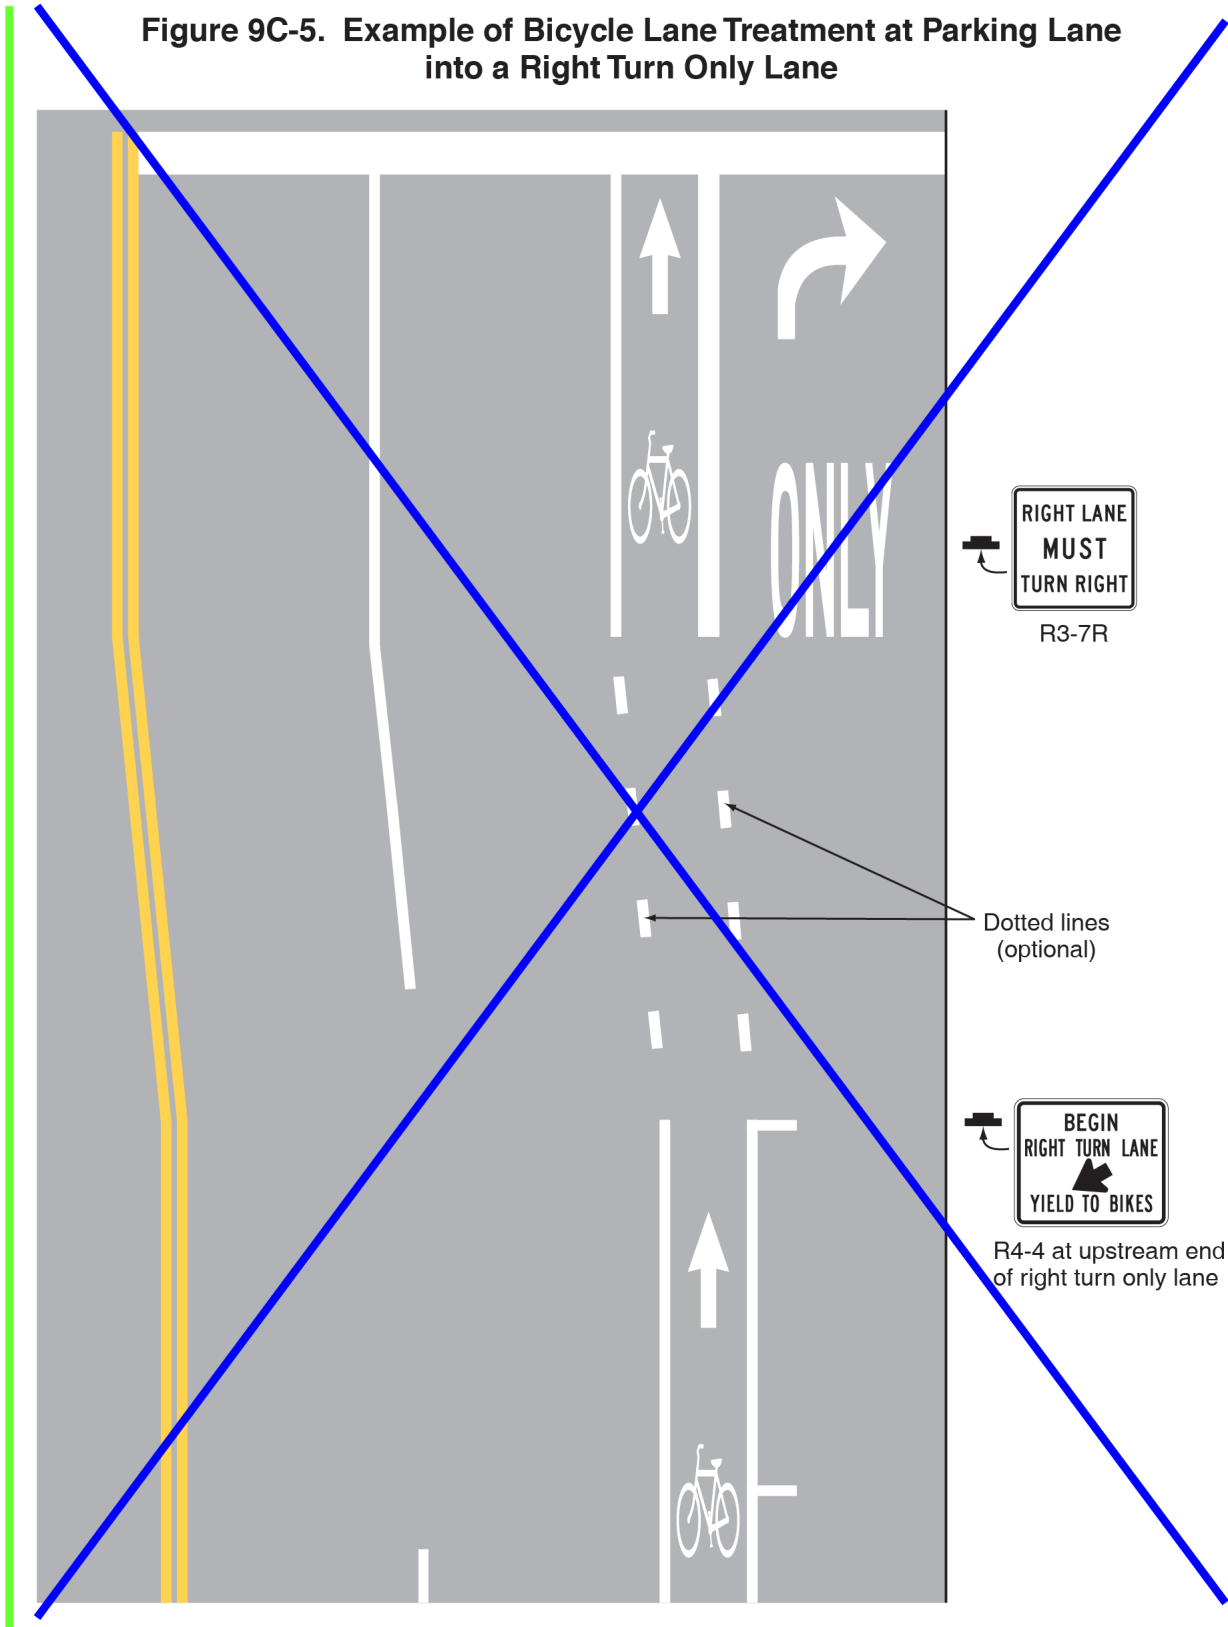 Figure 9C-5. Example of Bicycle Lane Treatment at Parking Lane
into a Right Turn Only Lane
ONLY
RIGHT LANE
MUST
TURN RIGHT
R3-7R
Dotted lines
(optional)
BEGIN
RIGHT TURN LANE
YIELD TO BIKES
R4-4 at upstream end
of right turn only lane